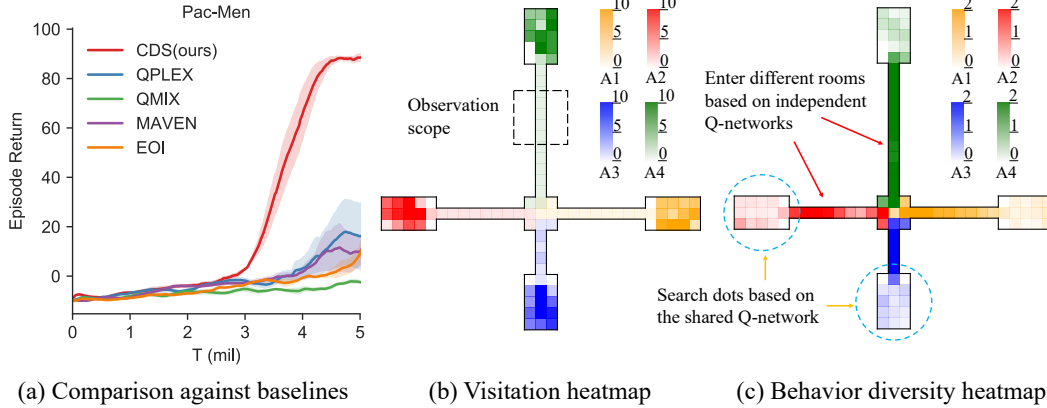 Pac-Men
100
80
60
40
20
0
Episode Return
CDS(ours)
QPLEX
QMIX
MAVEN
EOI
0 1 2 3 4 5
T (mil)
(a) Comparison against baselines
Observation
scope
10
5
0
A1
10
5
0
A2
10
5
0
A3
10
5
0
A4
(b) Visitation heatmap
Enter different rooms
based on independent
Q-networks
2
1
0
A1
2
1
0
A2
2
1
0
A3
2
1
0
A4
Search dots based on
the shared Q-network
(c) Behavior diversity heatmap